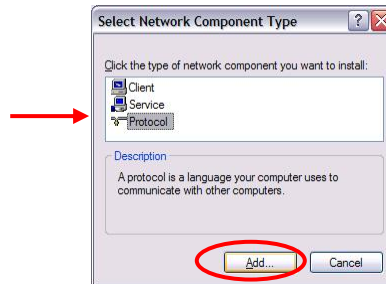 Select Network Component Type
Click the type of network component you want to install:
Client
Service
Protocol
Description
A protocol is a language your computer uses to
communicate with other computers.
Add... Cancel